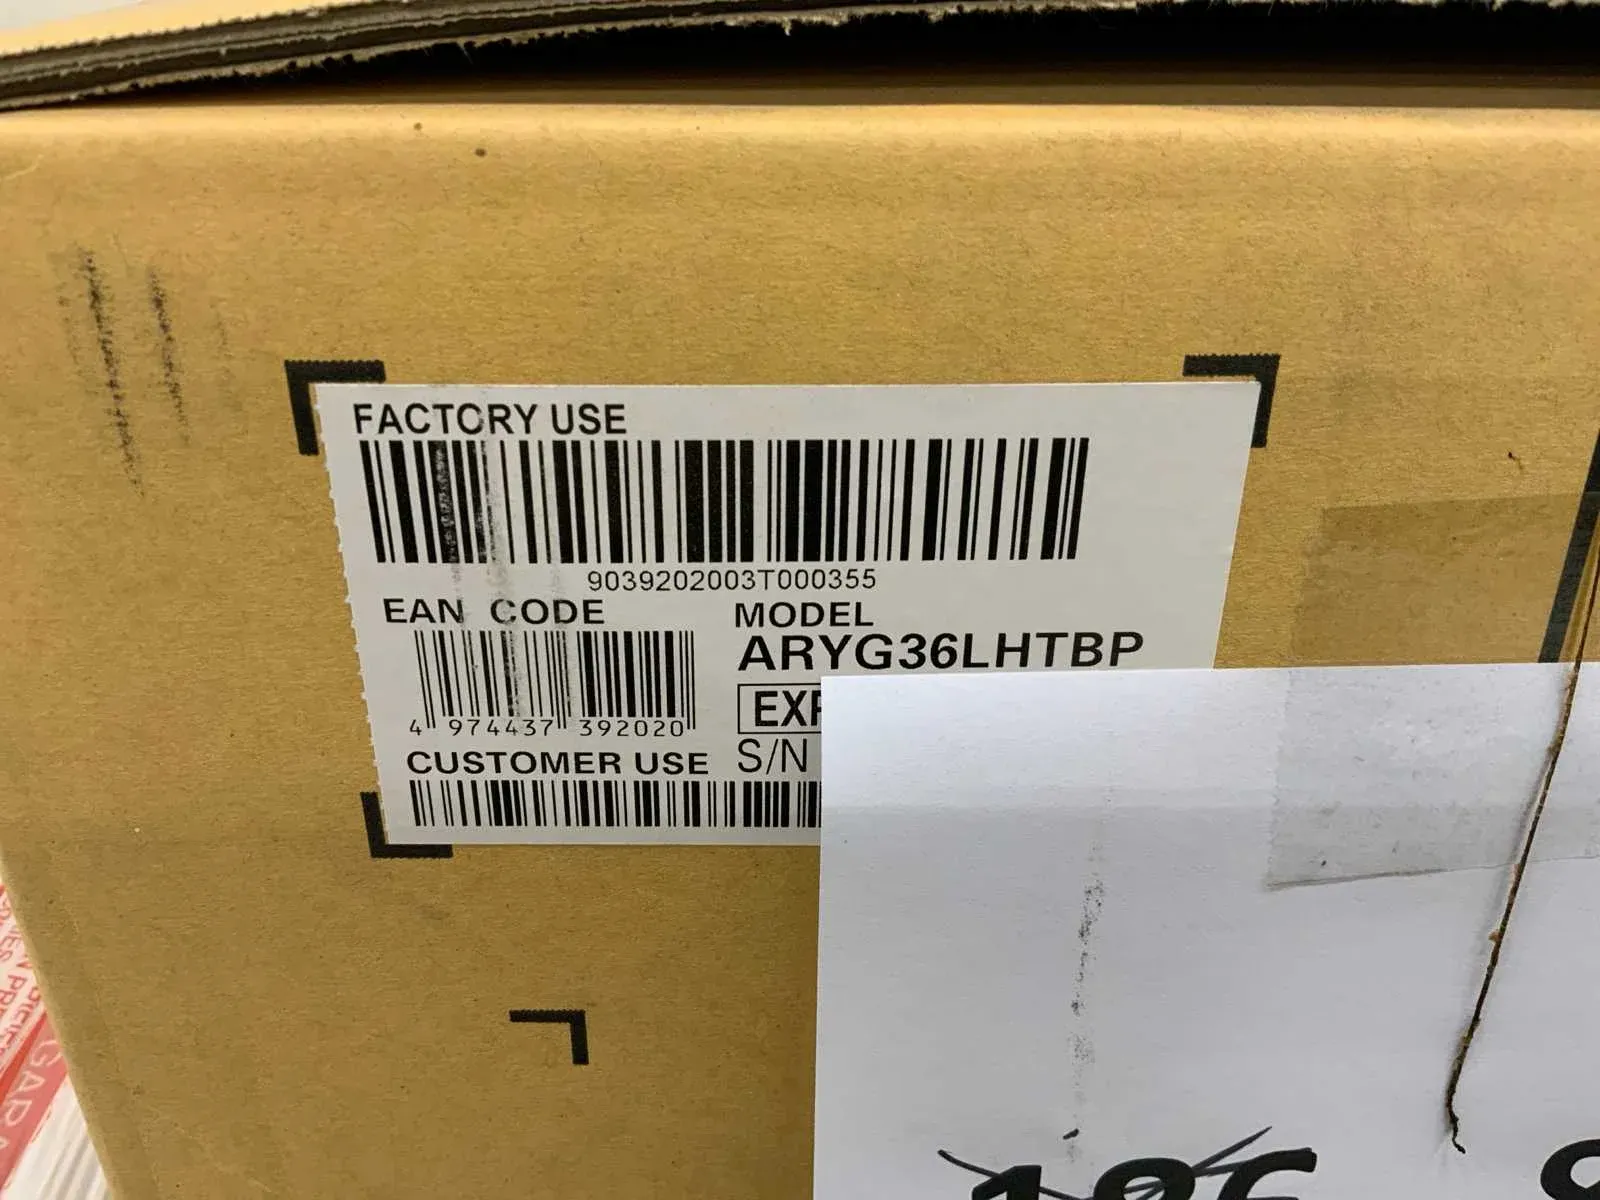 FACTORY USE
9039202003T000355
EAN CODE
4 974437 392020
MODEL
ARYG36LHTBP
S/N
CUSTOMER USE